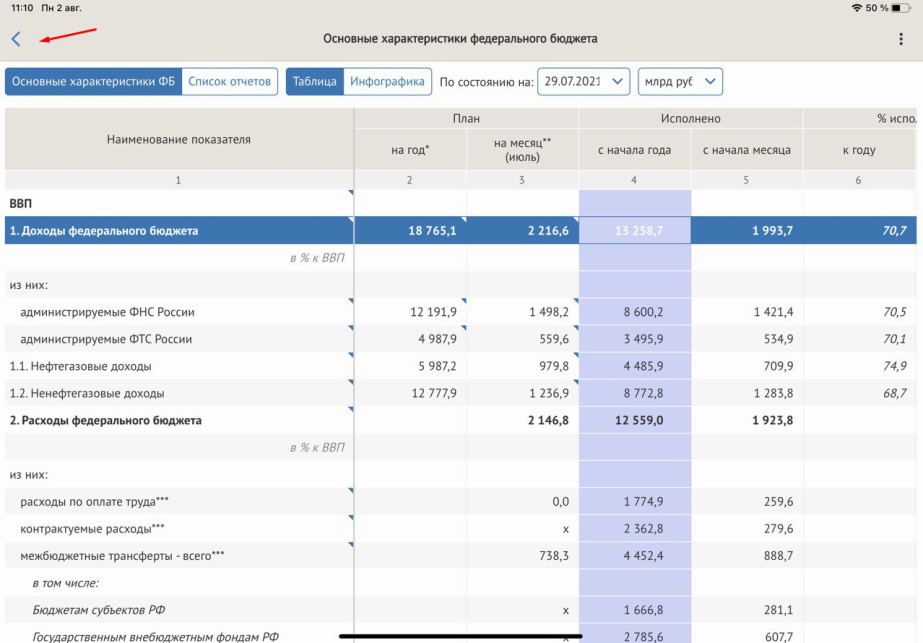 11:10 Пн 2 авг. 50 %
Основные характеристики федерального бюджета
Основные характеристики ФБ Список отчетов Таблица Инфографика По состоянию на: 29.07.2021 млрд руб
Наименование показателя План Исполнено % испо.
на год* на месяц** (июль) с начала года с начала месяца к году
1 2 3 4 5 6
ВВП
1. Доходы федерального бюджета 18 765,1 2 216,6 13 258,7 1 993,7 70,7
в % к ВВП
из них:
администрируемые ФНС России 12 191,9 1 498,2 8 600,2 1 421,4 70,5
администрируемые ФТС России 4 987,9 559,6 3 495,9 534,9 70,1
1.1. Нефтегазовые доходы 5 987,2 979,8 4 485,9 709,9 74,9
1.2. Ненефтегазовые доходы 12 777,9 1 236,9 8 772,8 1 283,8 68,7
2. Расходы федерального бюджета 2 146,8 12 559,0 1 923,8
в % к ВВП
из них:
расходы по оплате труда*** 0,0 1 774,9 259,6
контрактуемые расходы*** х 2 362,8 279,6
межбюджетные трансферты - всего*** 738,3 4 452,4 888,7
в том числе:
Бюджетам субъектов РФ х 1 666,8 281,1
Государственным внебюджетным фондам РФ х 2 785,6 607,7